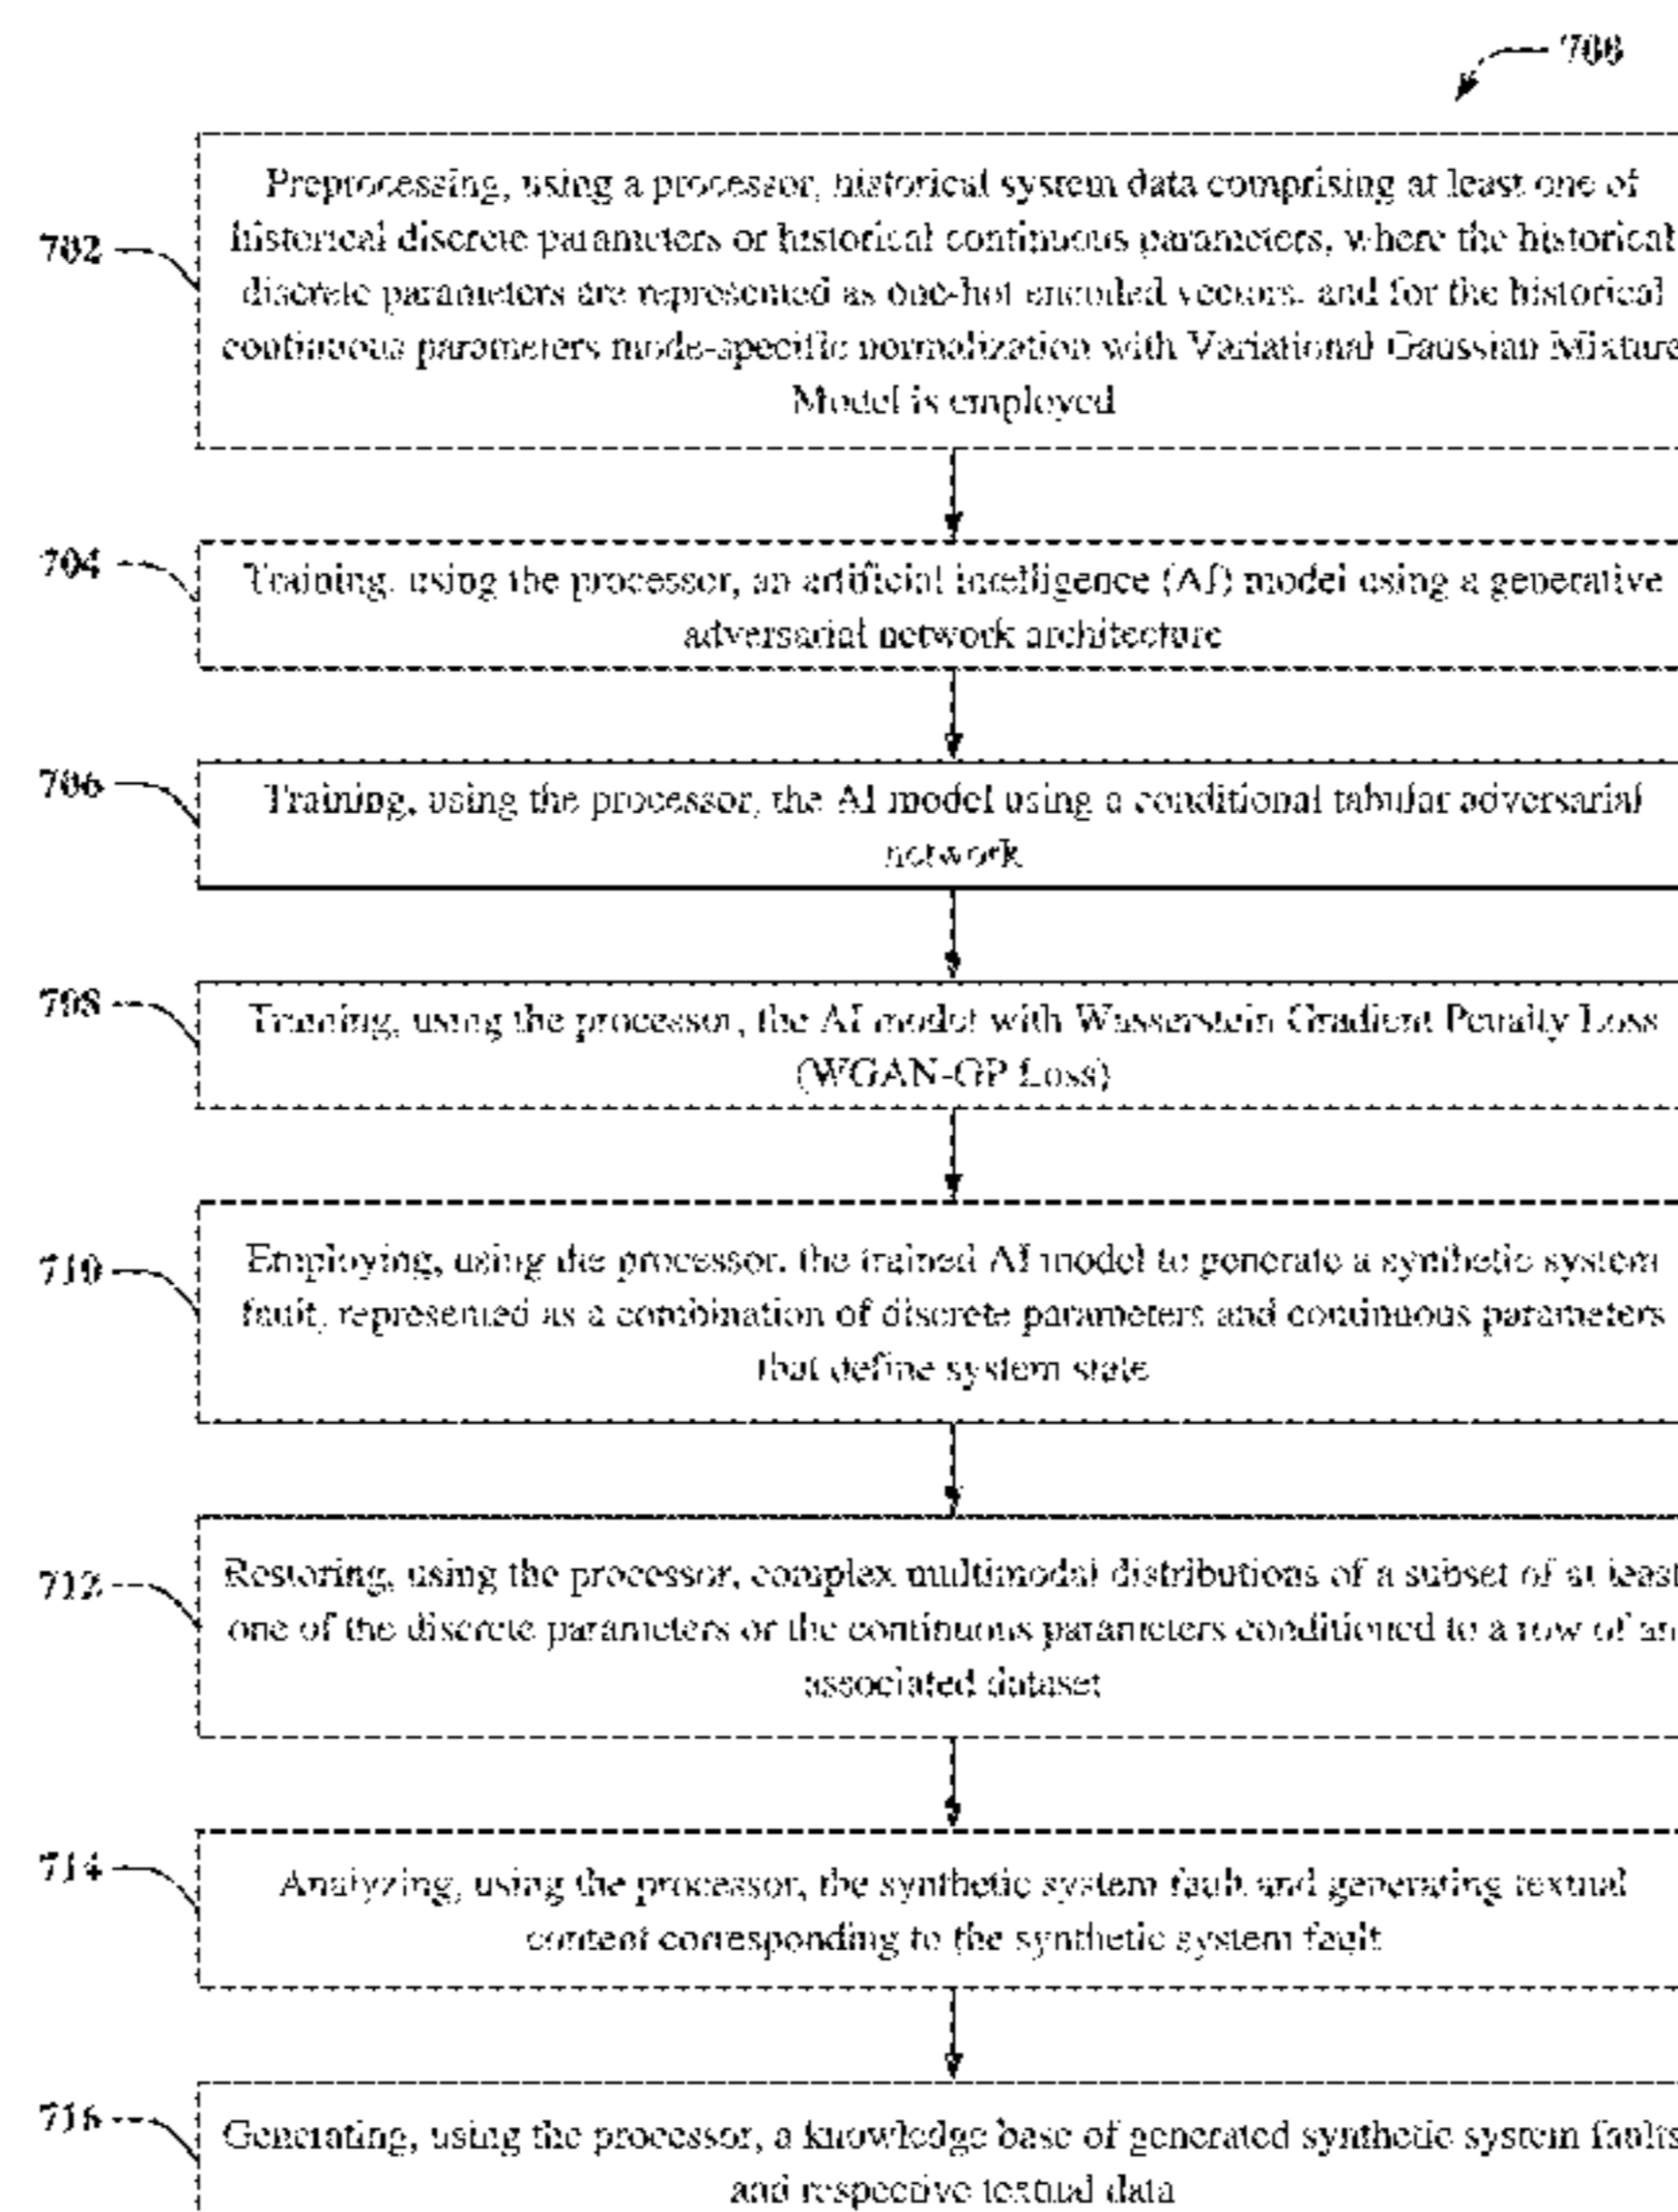 700
702
Preprocessing, using a processor, historical system data comprising at least one of
historical discrete parameters or historical continuous parameters, where the historical
discrete parameters are represented as one-hot encoded vectors, and for the historical
continuous parameters mode-specific normalization with Variational Gaussian Mixture
Model is employed
704
Training, using the processor, an artificial intelligence (AI) model using a generative
adversarial network architecture
706
Training, using the processor, the AI model using a conditional tabular adversarial
network
708
Training, using the processor, the AI model with Wasserstein Gradient Penalty Loss
(WGAN-GP Loss)
710
Employing, using the processor, the trained AI model to generate a synthetic system
fault, represented as a combination of discrete parameters and continuous parameters
that define system state
712
Restoring, using the processor, complex multimodal distributions of a subset of at least
one of the discrete parameters or the continuous parameters conditioned to a row of an
associated dataset
714
Analyzing, using the processor, the synthetic system fault and generating textual
content corresponding to the synthetic system fault
716
Generating, using the processor, a knowledge base of generated synthetic system faults
and respective textual data